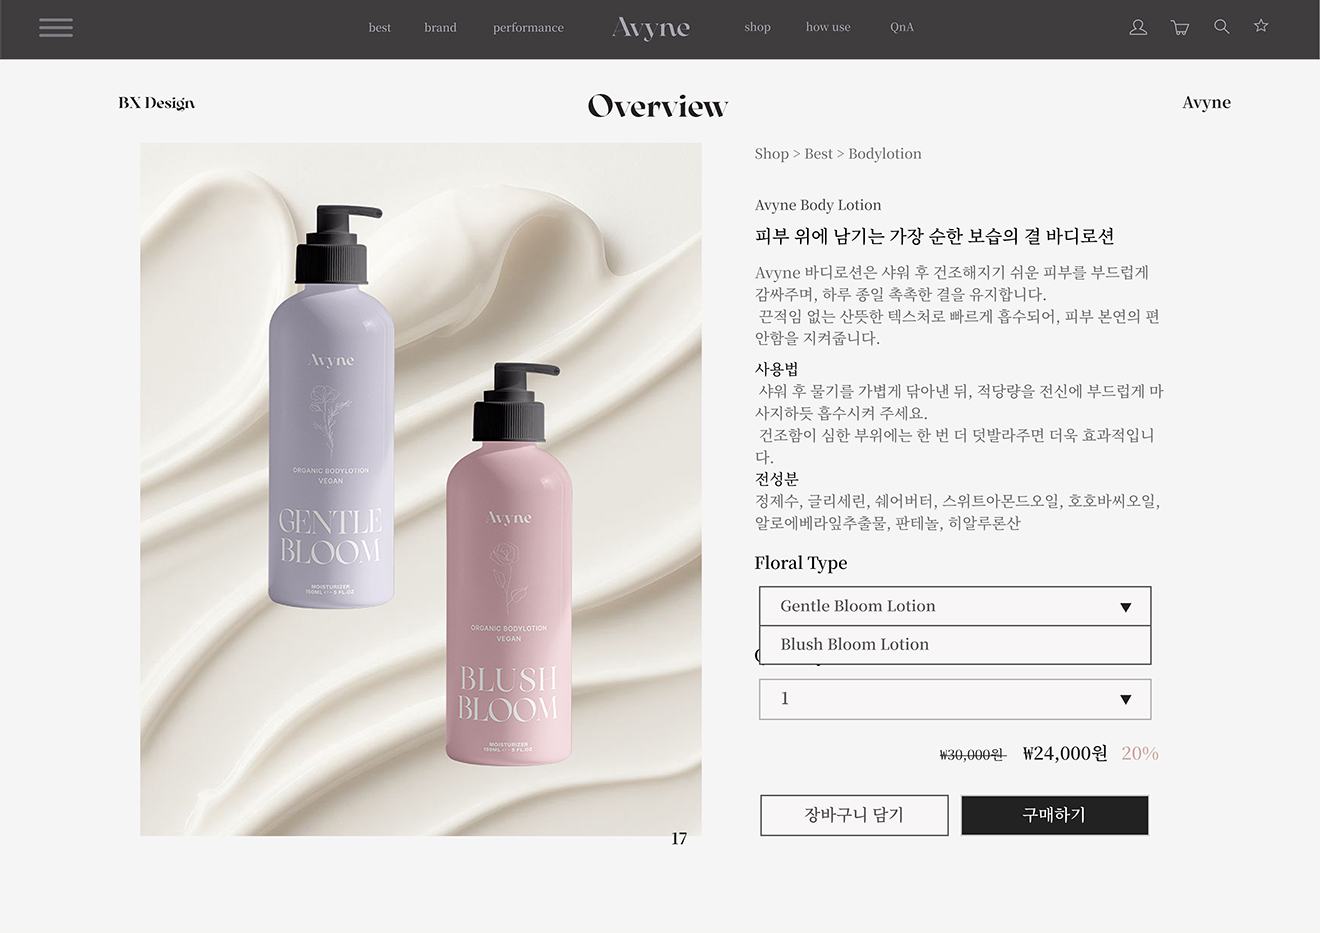 best brand performance Avyne shop how use QnA
BX Design
Overview
Avyne
Avyne
ORGANIC BODYLOTION
VEGAN
GENTLE
BLOOM
MOISTURIZER
150ML ·· · 5 FL.OZ
Avyne
ORGANIC BODYLOTION
VEGAN
BLUSH
BLOOM
MOISTURIZER
150ML ·· · 5 FL.OZ
Shop > Best > Bodylotion
Avyne Body Lotion
피부 위에 남기는 가장 순한 보습의 결 바디로션
Avyne 바디로션은 샤워 후 건조해지기 쉬운 피부를 부드럽게
감싸주며, 하루 종일 촉촉한 결을 유지합니다.
끈적임 없는 산뜻한 텍스처로 빠르게 흡수되어, 피부 본연의 편
안함을 지켜줍니다.
사용법
샤워 후 물기를 가볍게 닦아낸 뒤, 적당량을 전신에 부드럽게 마
사지하듯 흡수시켜 주세요.
건조함이 심한 부위에는 한 번 더 덧발라주면 더욱 효과적입니
다.
전성분
정제수, 글리세린, 쉐어버터, 스위트아몬드오일, 호호바씨오일,
알로에베라잎추출물, 판테놀, 히알루론산
Floral Type
Gentle Bloom Lotion ▼
Blush Bloom Lotion
1 ▼
₩30,000원 ₩24,000원 20%
장바구니 담기 구매하기
17